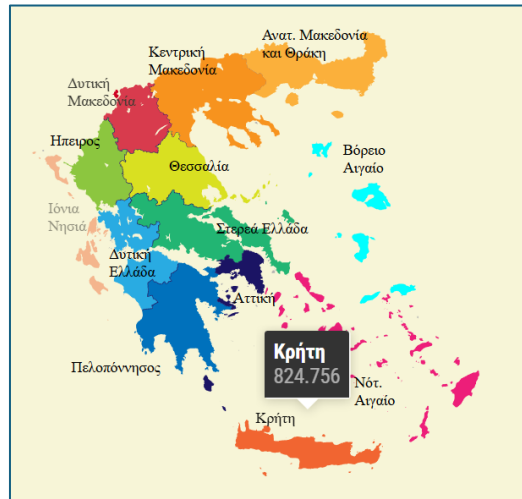 Ανατ. Μακεδονία
και Θράκη
Κεντρική
Μακεδονία
Δυτική
Μακεδονία
Ηπειρος
Θεσσαλία
Βόρειο
Αιγαίο
Ιόνια
Νησιά
Στερεά Ελλάδα
Δυτική
Ελλάδα
Αττική
Πελοπόννησος
Κρήτη
824.756
Νότ.
Αιγαίο
Κρήτη